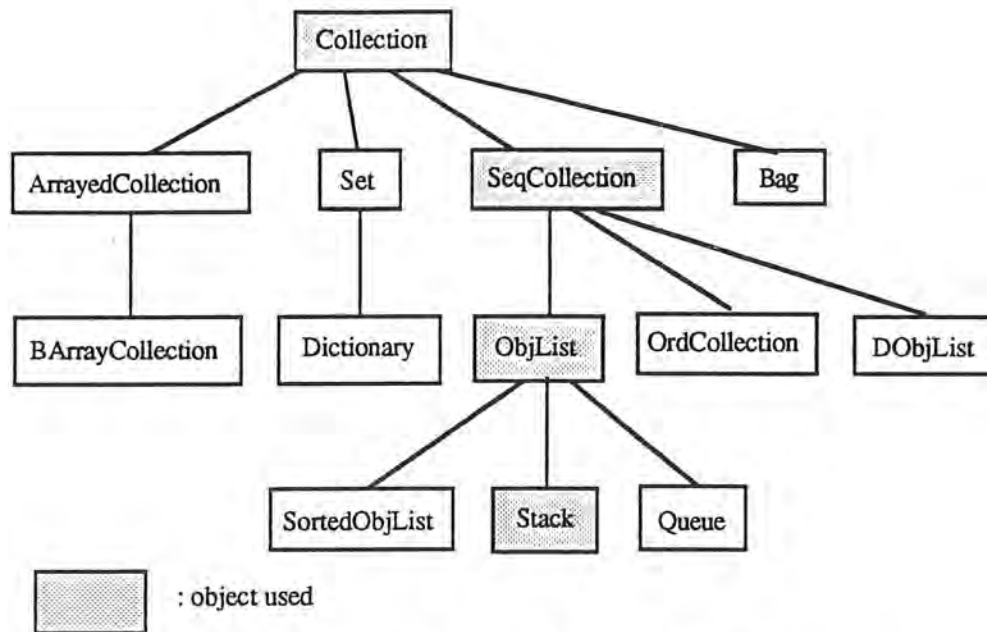 Collection
ArrayedCollection
Set
SeqCollection
Bag
BArrayCollection
Dictionary
ObjList
OrdCollection
DObjList
SortedObjList
Stack
Queue
: object used